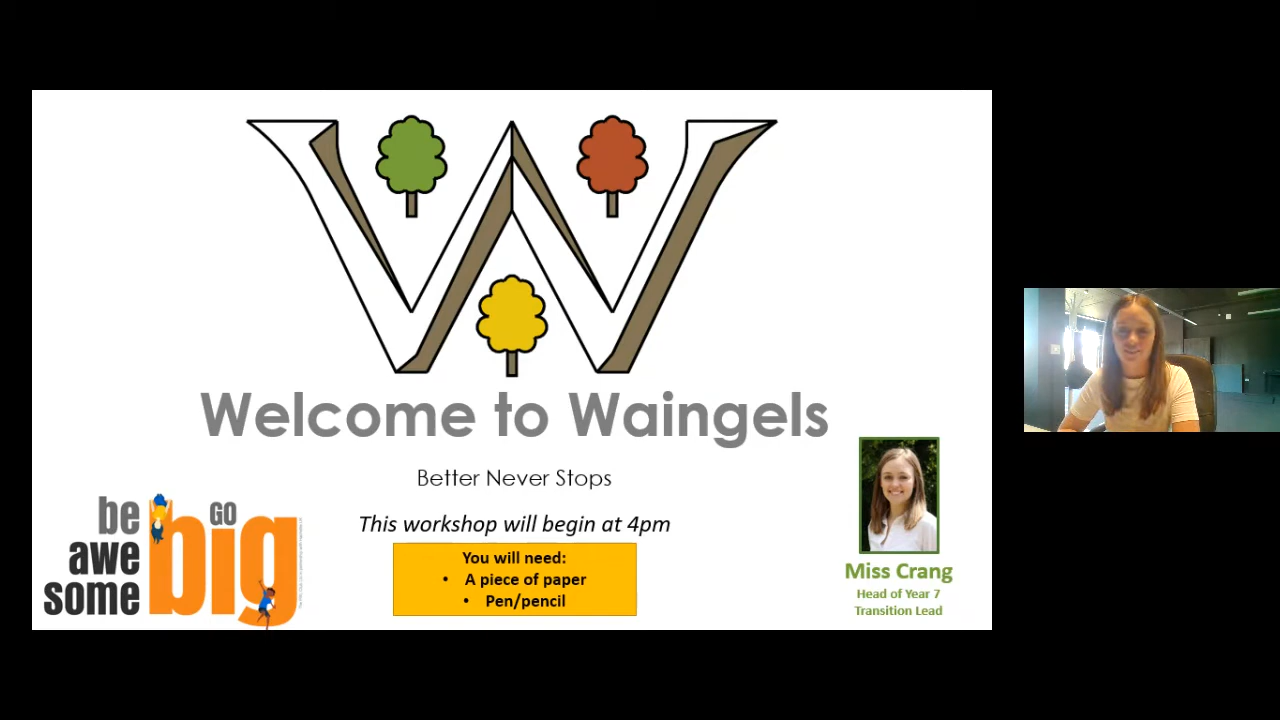 W
Welcome to Waingels
Better Never Stops
This workshop will begin at 4pm
You will need:
• A piece of paper
• Pen/pencil
be
awe
some
GO
big
Miss Crang
Head of Year 7
Transition Lead